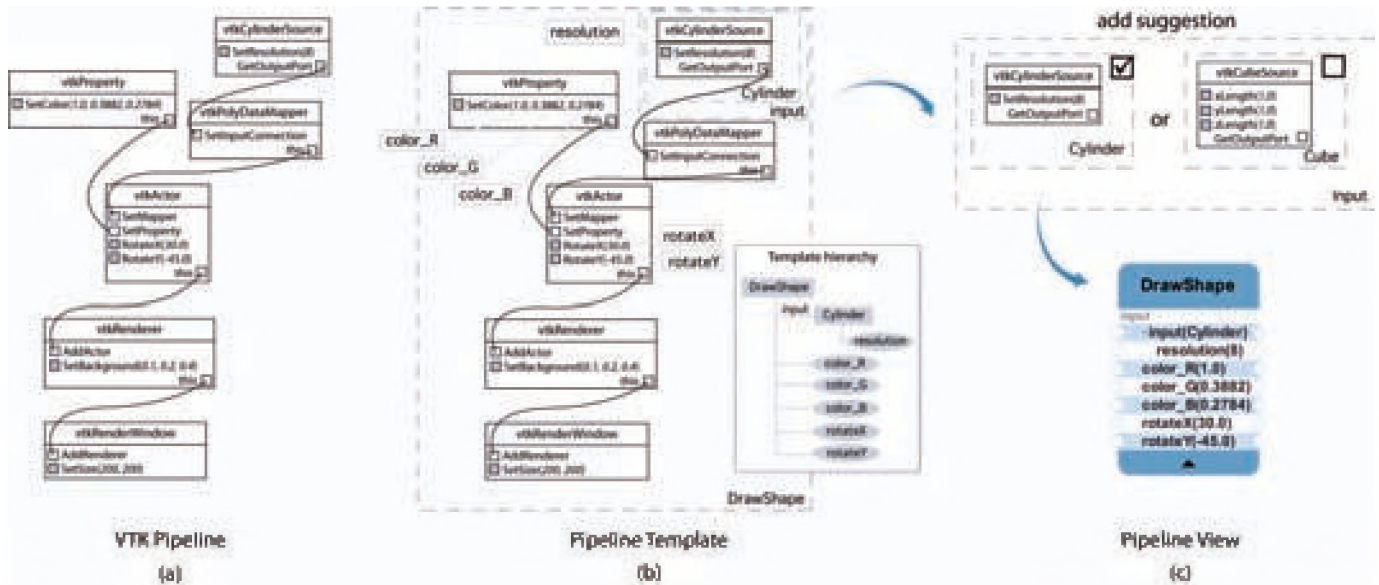 vtkCylinderSource
SetResolution(8)
GetOutputPort
vtkProperty
SetColor(1.0, 0.3882, 0.2784)
this
vtkPolyDataMapper
SetInputConnection
this
vtkActor
SetMapper
SetProperty
RotateX(30.0)
RotateY(-45.0)
this
vtkRenderer
AddActor
SetBackground(0.1, 0.2, 0.4)
this
vtkRenderWindow
AddRenderer
SetSize(200, 200)
VTK Pipeline
(a)
resolution
vtkCylinderSource
SetResolution(8)
GetOutputPort
Cylinder
input
vtkProperty
SetColor(1.0, 0.3882, 0.2784)
this
vtkPolyDataMapper
SetInputConnection
this
color_R
color_G
color_B
vtkActor
SetMapper
SetProperty
RotateX(30.0)
RotateY(-45.0)
this
rotateX
rotateY
vtkRenderer
AddActor
SetBackground(0.1, 0.2, 0.4)
this
vtkRenderWindow
AddRenderer
SetSize(200, 200)
Template hierarchy
DrawShape
input
Cylinder
resolution
color_R
color_G
color_B
rotateX
rotateY
DrawShape
Pipeline Template
(b)
add suggestion
vtkCylinderSource
SetResolution(8)
GetOutputPort
Cylinder
or
vtkCubeSource
xLength(1.0)
yLength(1.0)
zLength(1.0)
GetOutputPort
Cube
input
DrawShape
input
input(Cylinder)
resolution(8)
color_R(1.0)
color_G(0.3882)
color_B(0.2784)
rotateX(30.0)
rotateY(-45.0)
Pipeline View
(c)